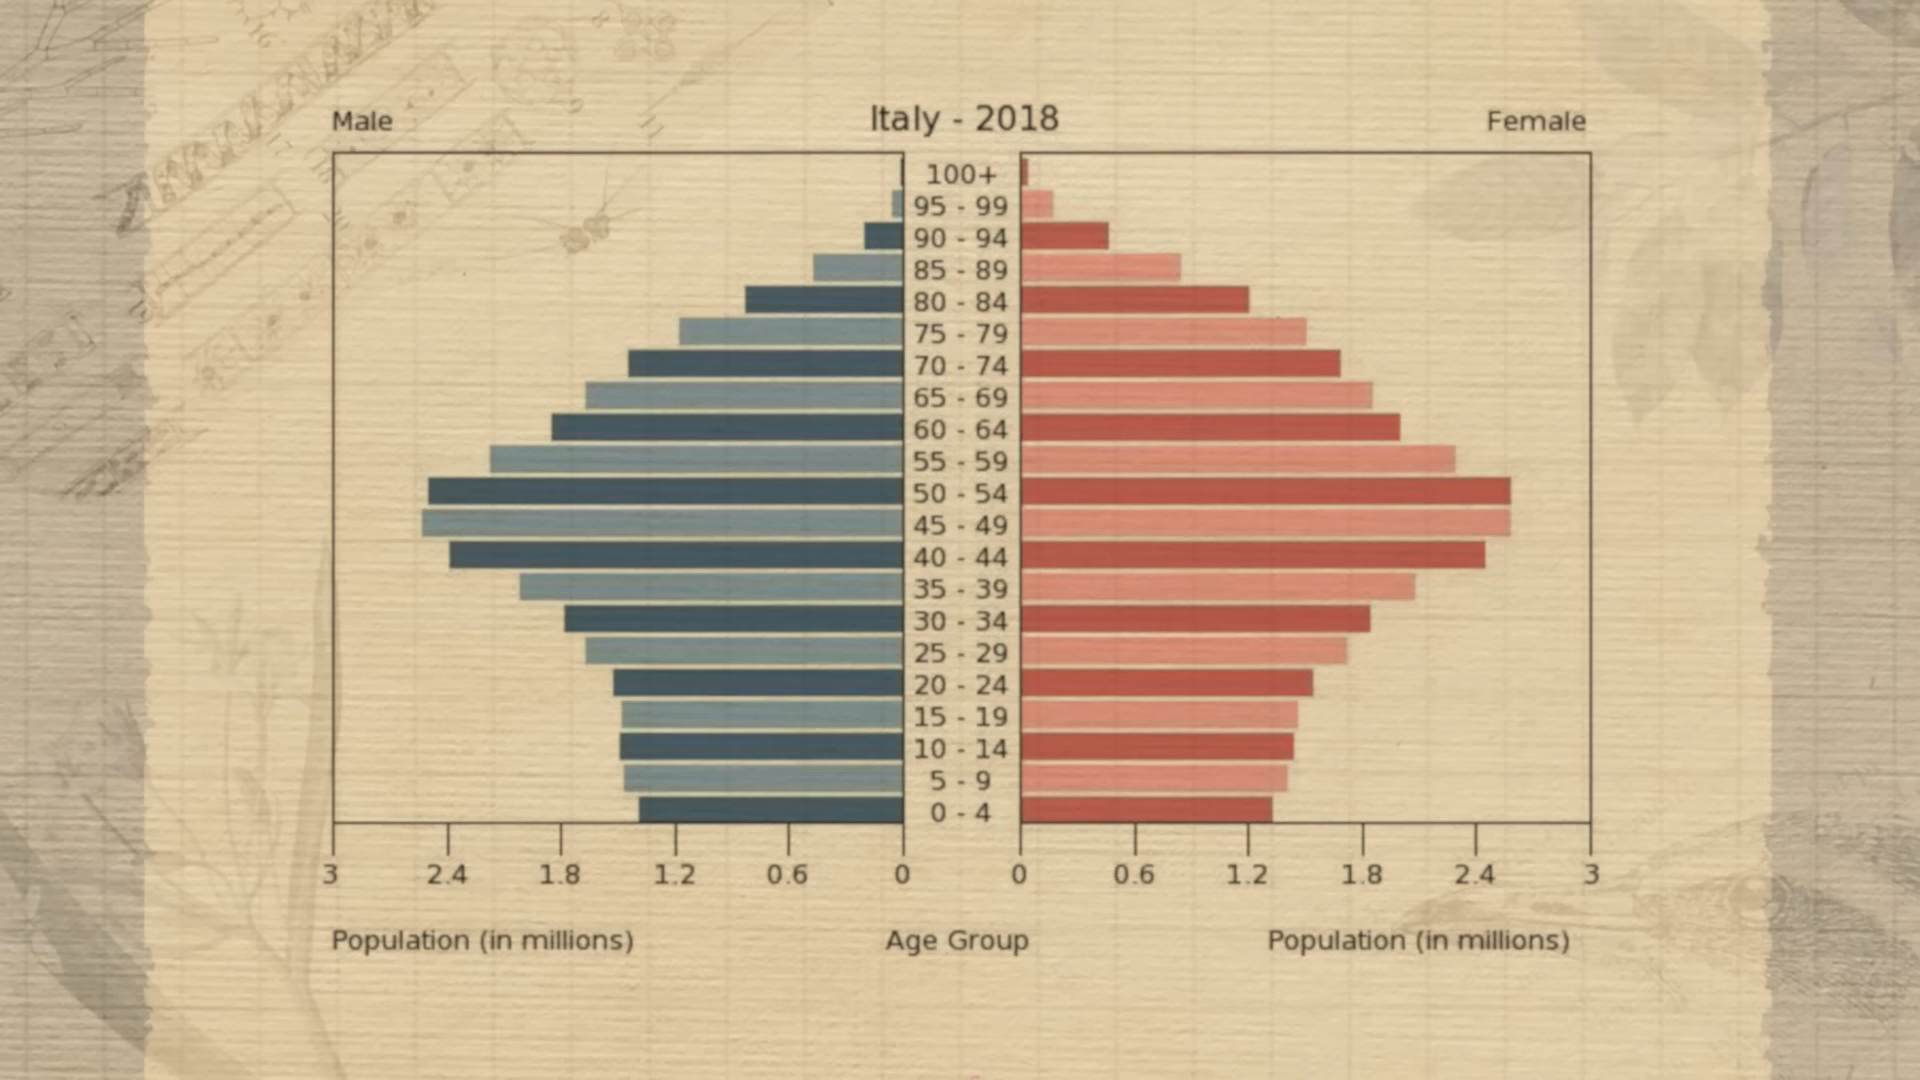 Male
Italy - 2018
Female
100+
95 - 99
90 - 94
85 - 89
80 - 84
75 - 79
70 - 74
65 - 69
60 - 64
55 - 59
50 - 54
45 - 49
40 - 44
35 - 39
30 - 34
25 - 29
20 - 24
15 - 19
10 - 14
5 - 9
0 - 4
3 2.4 1.8 1.2 0.6 0 0 0.6 1.2 1.8 2.4 3
Population (in millions)
Age Group
Population (in millions)